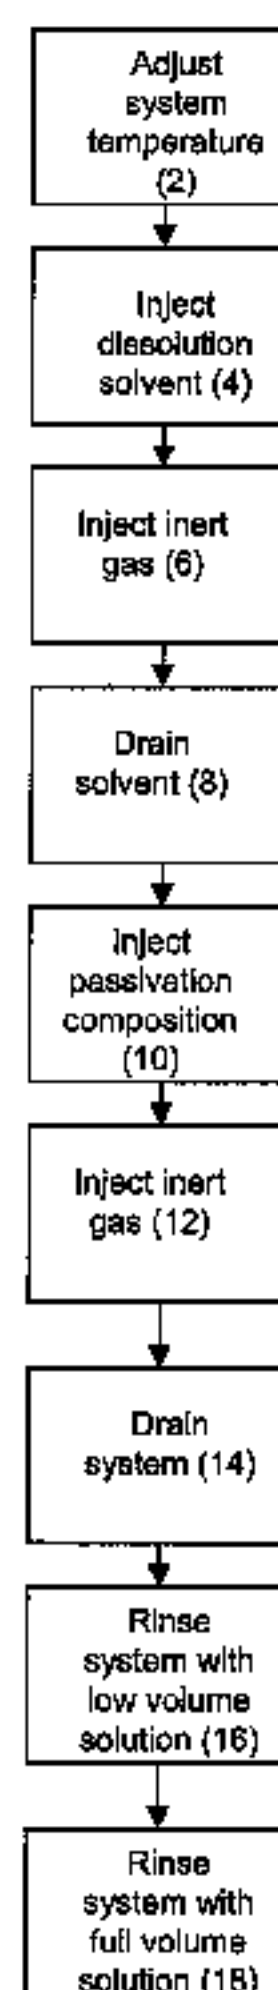 Adjust
system
temperature
(2)
Inject
dissolution
solvent (4)
Inject inert
gas (6)
Drain
solvent (8)
Inject
passivation
composition
(10)
Inject inert
gas (12)
Drain
system (14)
Rinse
system with
low volume
solution (16)
Rinse
system with
full volume
solution (18)